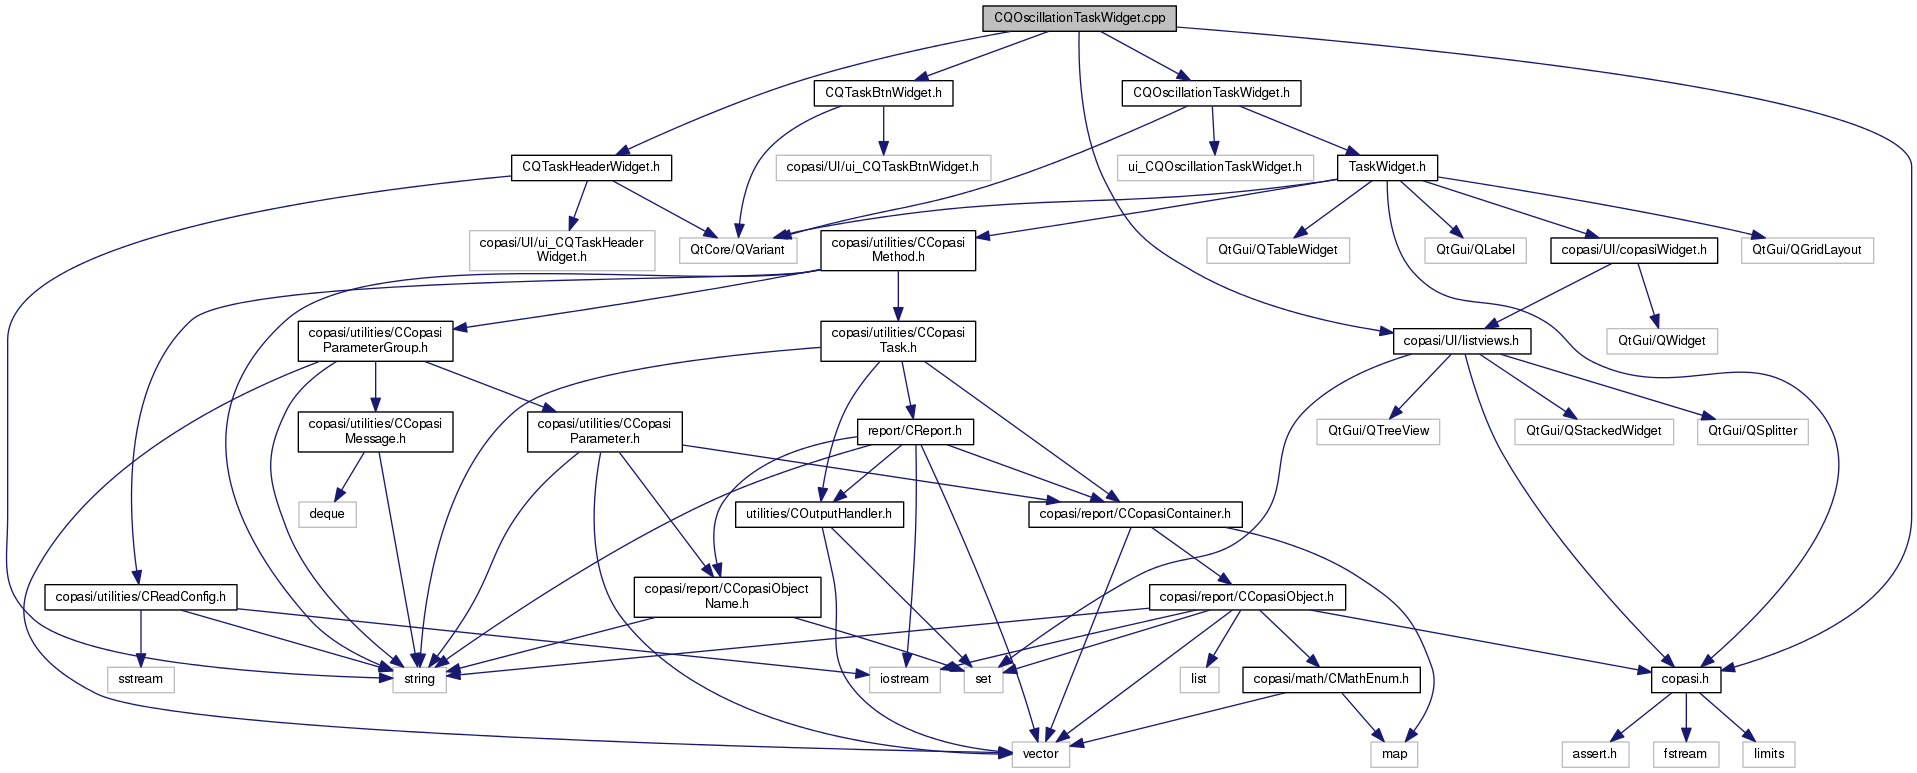 CQOscillationTaskWidget.cpp
CQTaskBtnWidget.h
CQOscillationTaskWidget.h
CQTaskHeaderWidget.h
copasi/UI/ui_CQTaskBtnWidget.h
ui_CQOscillationTaskWidget.h
TaskWidget.h
copasi/UI/ui_CQTaskHeader
Widget.h
QtCore/QVariant
copasi/utilities/CCopasi
Method.h
QtGui/QTableWidget
QtGui/QLabel
copasi/UI/copasiWidget.h
QtGui/QGridLayout
copasi/utilities/CCopasi
ParameterGroup.h
copasi/utilities/CCopasi
Task.h
copasi/UI/listviews.h
QtGui/QWidget
copasi/utilities/CCopasi
Message.h
copasi/utilities/CCopasi
Parameter.h
report/CReport.h
QtGui/QTreeView
QtGui/QStackedWidget
QtGui/QSplitter
deque
utilities/COutputHandler.h
copasi/report/CCopasiContainer.h
copasi/utilities/CReadConfig.h
copasi/report/CCopasiObject
Name.h
copasi/report/CCopasiObject.h
sstream
string
iostream
set
list
copasi/math/CMathEnum.h
copasi.h
vector
map
assert.h
fstream
limits